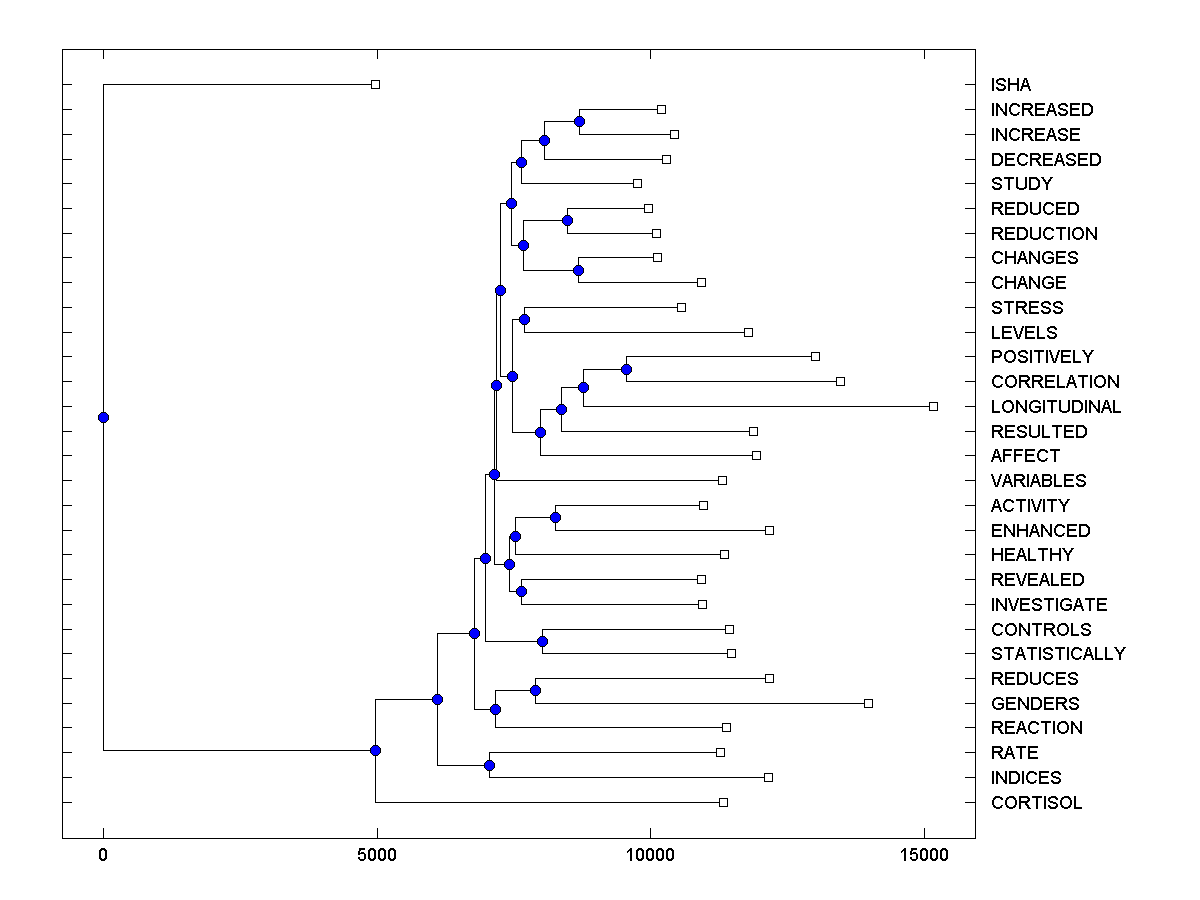 ISHA
INCREASED
INCREASE
DECREASED
STUDY
REDUCED
REDUCTION
CHANGES
CHANGE
STRESS
LEVELS
POSITIVELY
CORRELATION
LONGITUDINAL
RESULTED
AFFECT
VARIABLES
ACTIVITY
ENHANCED
HEALTHY
REVEALED
INVESTIGATE
CONTROLS
STATISTICALLY
REDUCES
GENDERS
REACTION
RATE
INDICES
CORTISOL
0 5000 10000 15000